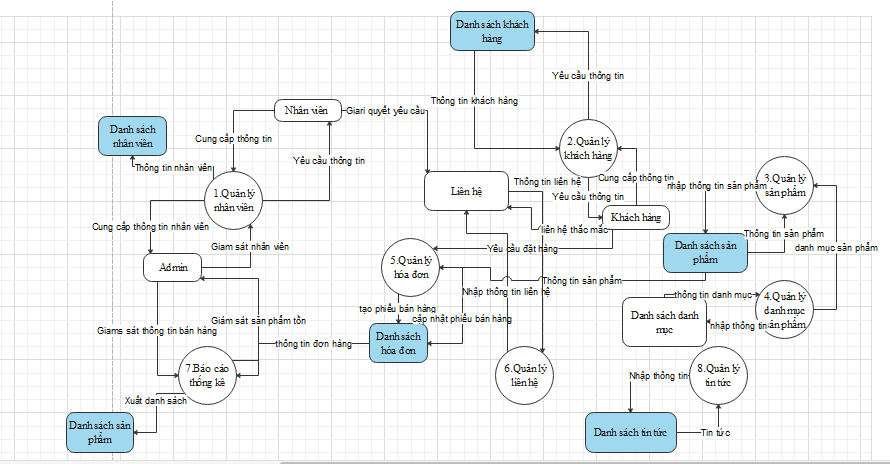 Danh sách khách
hàng
Yêu cầu thông tin
Thông tin khách hàng
Nhân viên
Giari quyết yêu cầu
Danh sách
nhân viên
Cung cấp thông tin
Yêu cầu thông tin
Thông tin nhân viên
2.Quản lý
khách hàng
Cung cấp thông tin
Thông tin liên hệ
Yêu cầu thông tin
Liên hệ
1.Quản lý
nhân viên
3.Quản lý
sản phẩm
nhập thông tin sản phẩm
Khách hàng
liên hệ thắc mắc
Cung cấp thông tin nhân viên
Giam sát nhân viên
Yêu cầu đặt hàng
Danh sách sản
phẩm
Thông tin sản phẩm
danh mục sản phẩm
Admin
5.Quản lý
hóa đơn
Thông tin sản phẩm
Nhập thông tin liên hệ
thông tin danh mục
4.Quản lý
danh mục
sản phẩm
Danh sách danh
mục
nhập thông tin
tạo phiếu bán hàng
cập nhật phiếu bán hàng
Giám sát sản phẩm tồn
Giams sát thông tin bán hàng
thông tin đơn hàng
Danh sách
hóa đơn
7.Báo cáo
thống kê
6.Quản lý
liên hệ
8.Quản lý
tin tức
Nhập thông tin
Xuất danh sách
Danh sách sản
phẩm
Danh sách tin tức
Tin tức